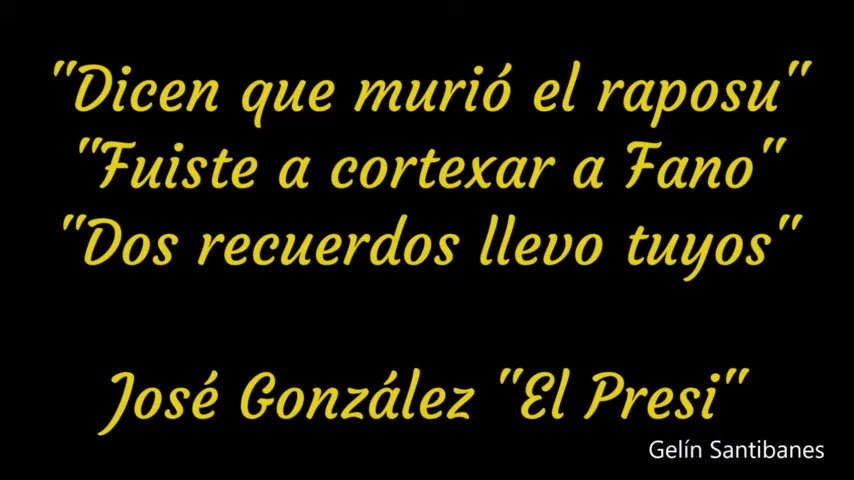 "Dicen que murió el raposu"
"Fuiste a cortexar a Fano"
"Dos recuerdos llevo tuyos"
José González "El Presi"
Gelín Santibanes